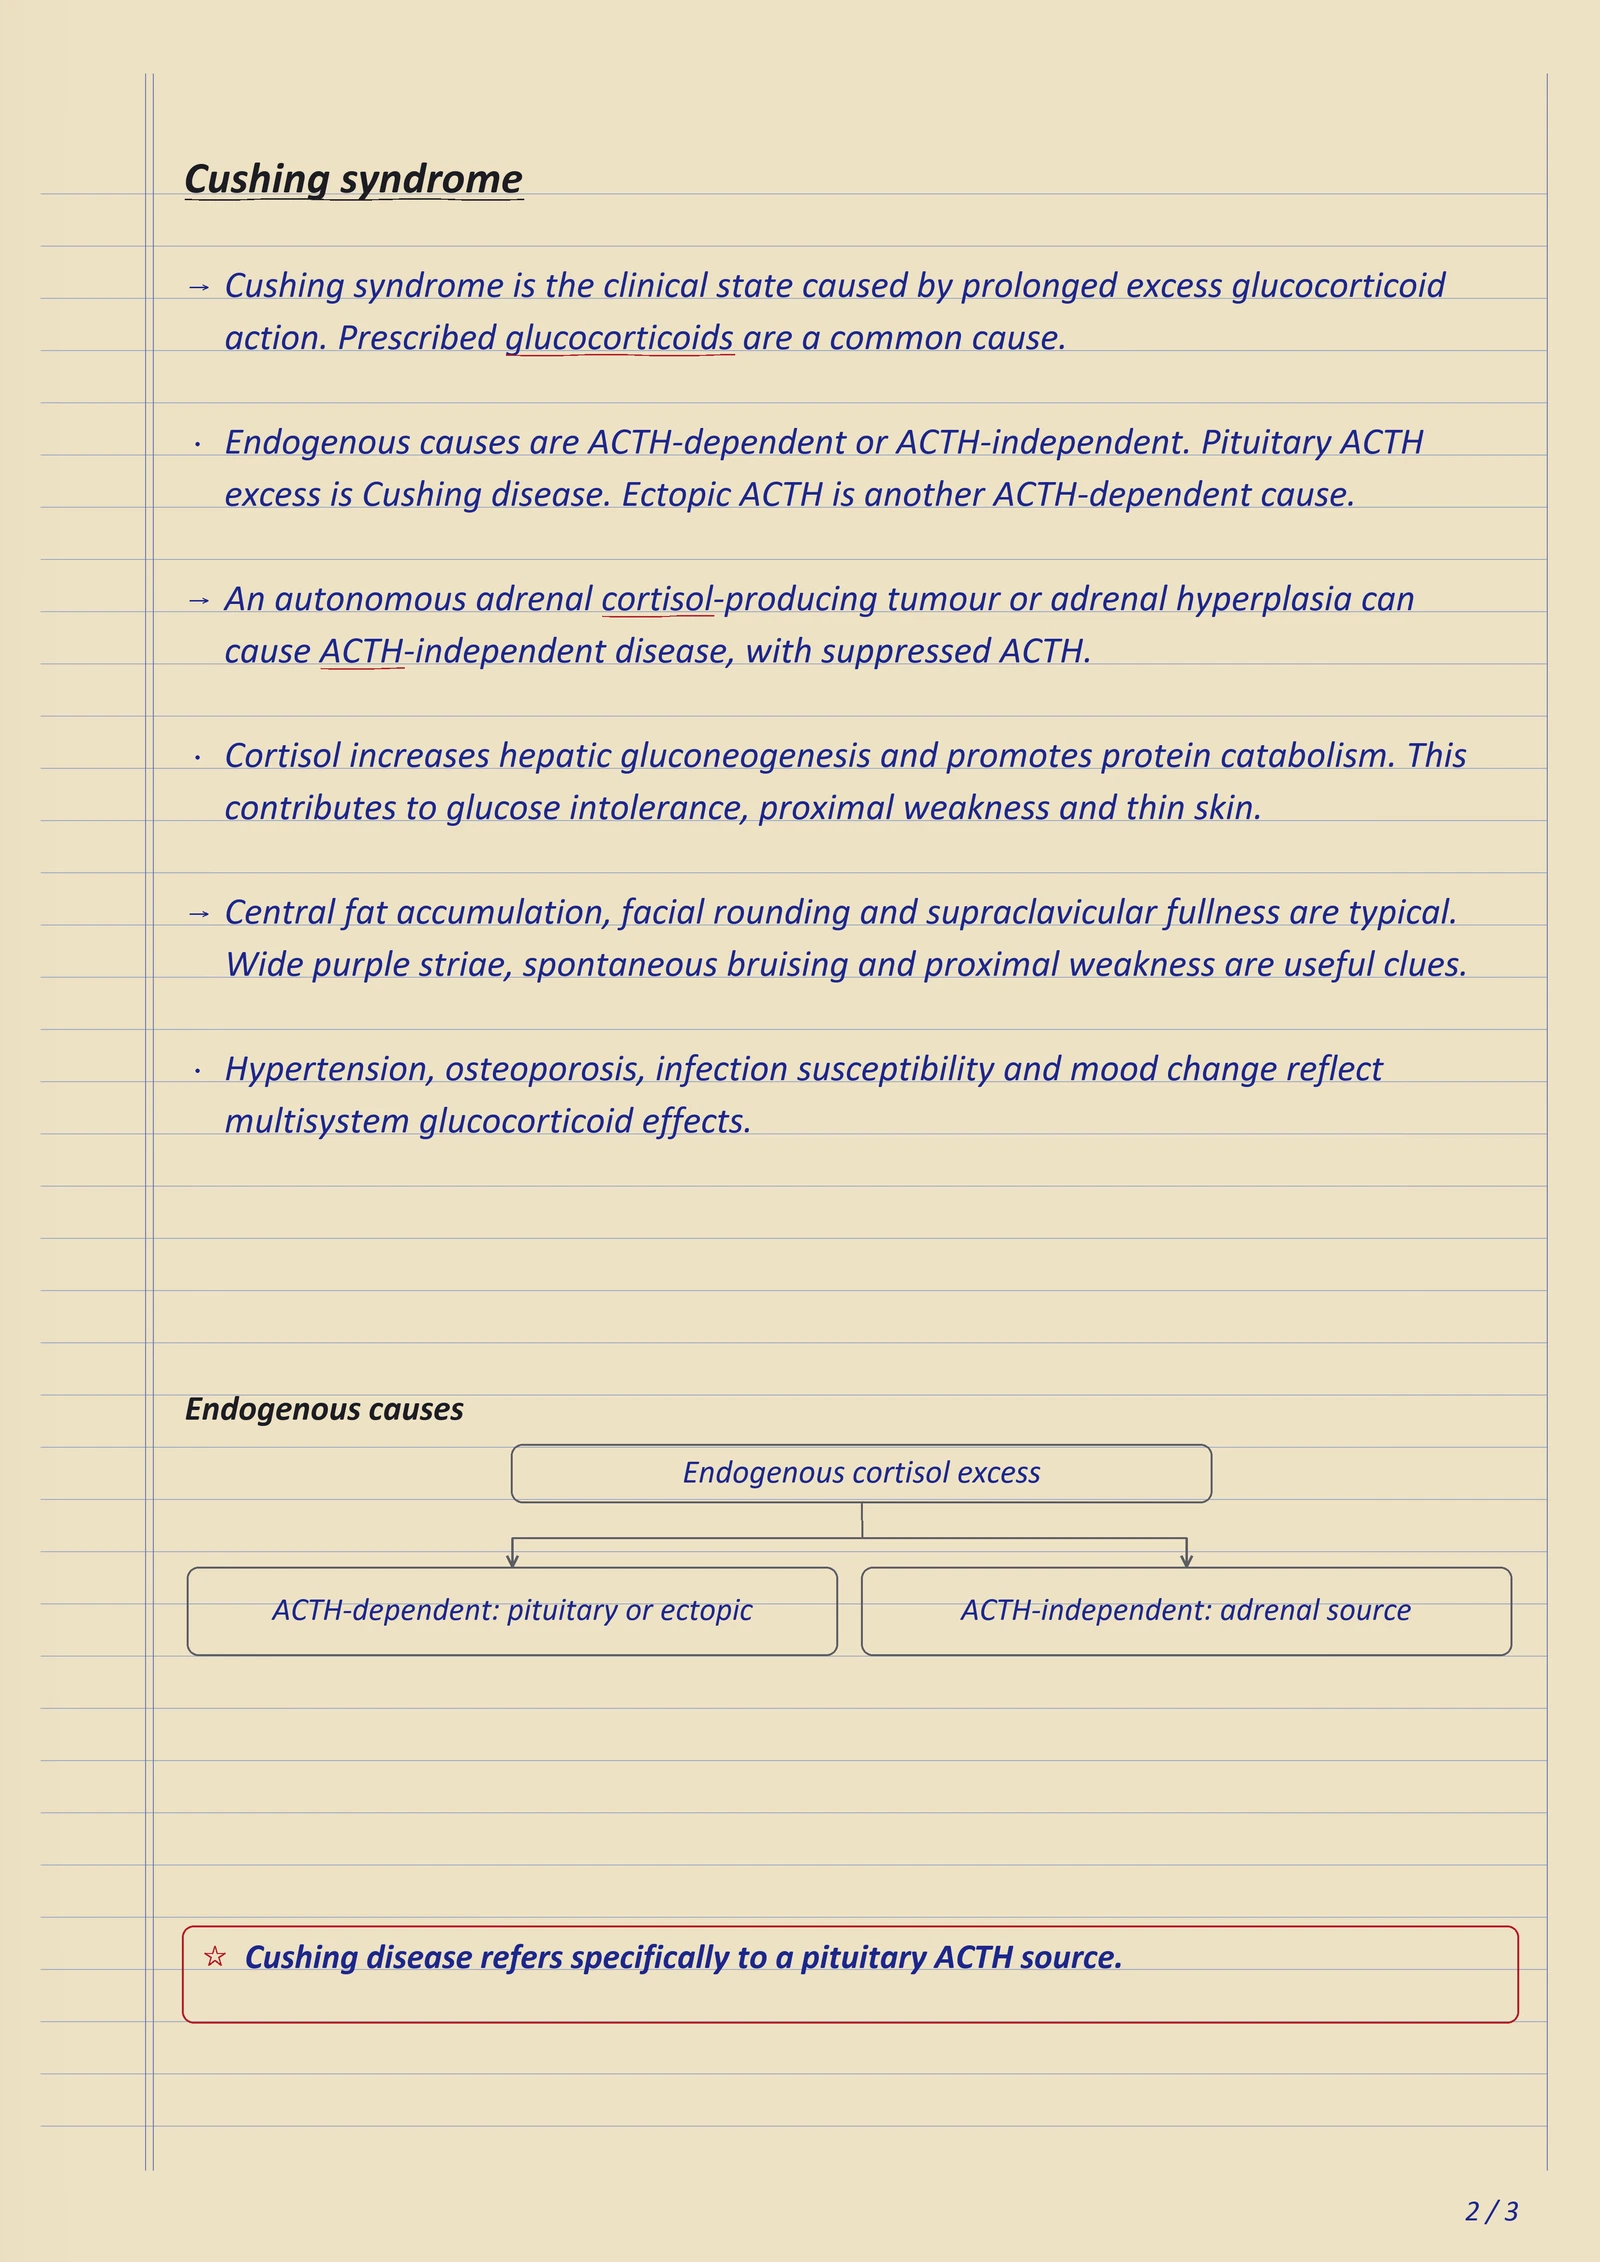 Cushing syndrome
→ Cushing syndrome is the clinical state caused by prolonged excess glucocorticoid
action. Prescribed glucocorticoids are a common cause.
· Endogenous causes are ACTH-dependent or ACTH-independent. Pituitary ACTH
excess is Cushing disease. Ectopic ACTH is another ACTH-dependent cause.
→ An autonomous adrenal cortisol-producing tumour or adrenal hyperplasia can
cause ACTH-independent disease, with suppressed ACTH.
· Cortisol increases hepatic gluconeogenesis and promotes protein catabolism. This
contributes to glucose intolerance, proximal weakness and thin skin.
→ Central fat accumulation, facial rounding and supraclavicular fullness are typical.
Wide purple striae, spontaneous bruising and proximal weakness are useful clues.
· Hypertension, osteoporosis, infection susceptibility and mood change reflect
multisystem glucocorticoid effects.
Endogenous causes
Endogenous cortisol excess
ACTH-dependent: pituitary or ectopic
ACTH-independent: adrenal source
☆ Cushing disease refers specifically to a pituitary ACTH source.
2 / 3